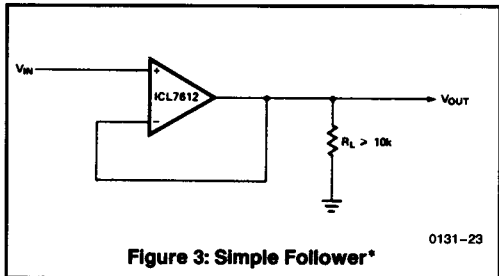 VIN
+
ICL7612
−
VOUT
RL > 10k
0131-23
Figure 3: Simple Follower*